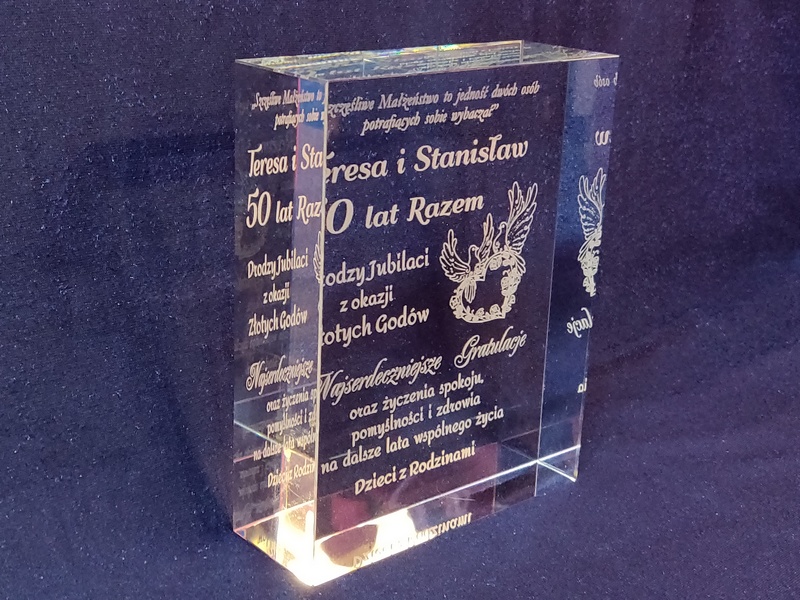 „Szczęśliwe Małżeństwo to jedność dwóch osób
potrafiących sobie wybaczać”
Teresa i Stanisław
50 lat Razem
Drodzy Jubilaci
z okazji
Złotych Godów
Najserdeczniejsze Gratulacje
oraz życzenia spokoju,
pomyślności i zdrowia
na dalsze lata wspólnego życia
Dzieci z Rodzinami